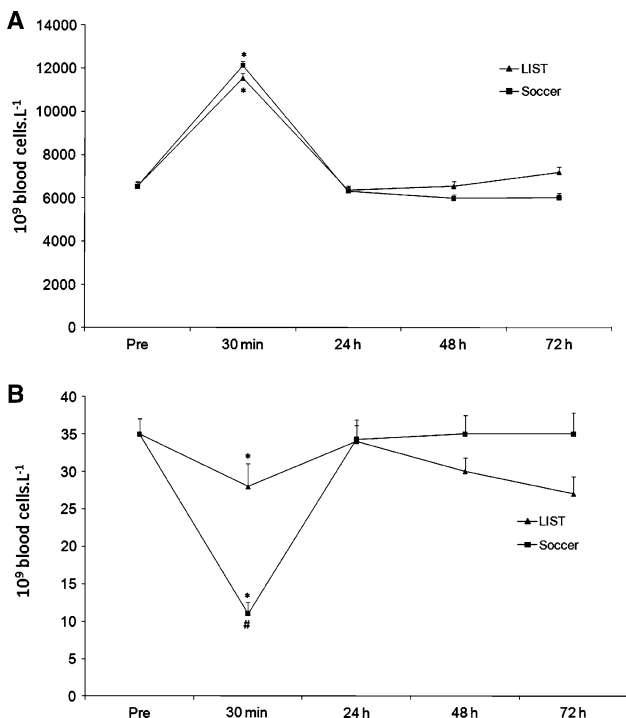 A
14000
12000
10000
8000
6000
4000
2000
0
10⁹ blood cells.L⁻¹
*
*
LIST
Soccer
Pre 30 min 24 h 48 h 72 h
B
40
35
30
25
20
15
10
5
0
10⁹ blood cells.L⁻¹
*
*
#
LIST
Soccer
Pre 30 min 24 h 48 h 72 h